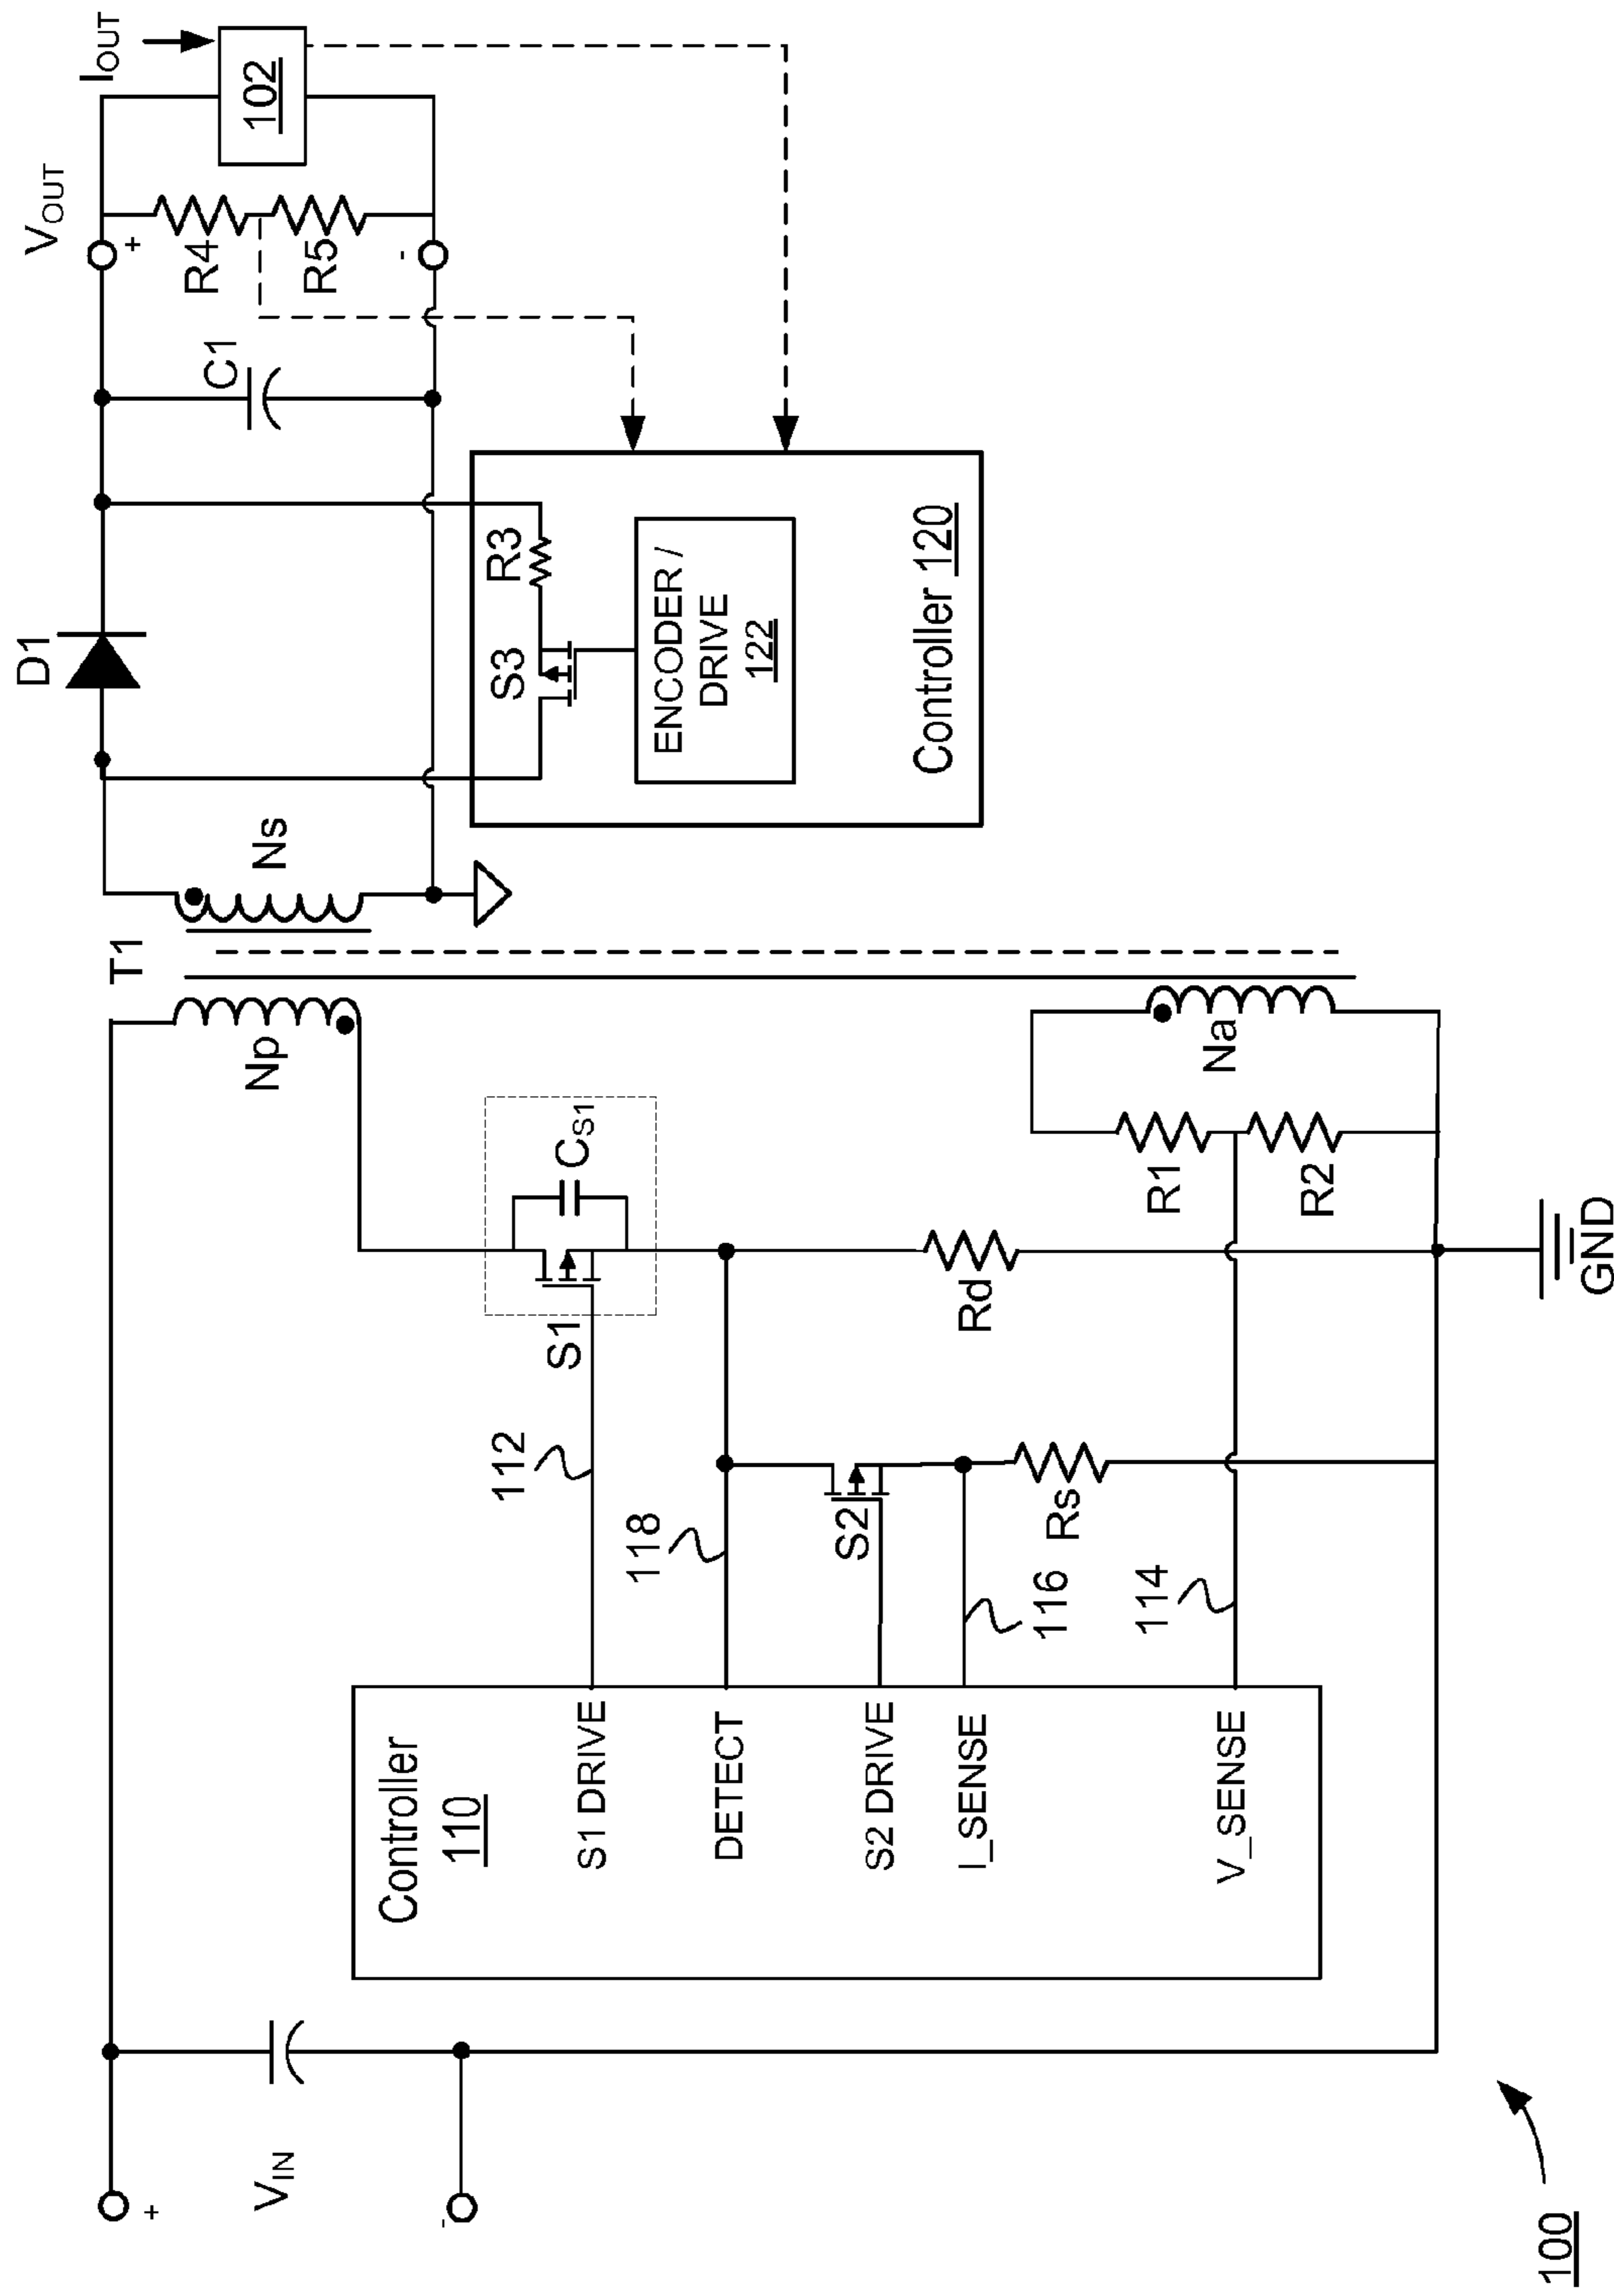 T1
D1
VOUT
IOUT
+
-
Np
Ns
C1
R4
R5
102
R3
S3
ENCODER /
DRIVE
122
Controller 120
VIN
+
-
Controller
110
S1 DRIVE
DETECT
S2 DRIVE
I_SENSE
V_SENSE
112
118
116
114
S1
CS1
S2
Rs
Rd
R1
R2
Na
GND
100